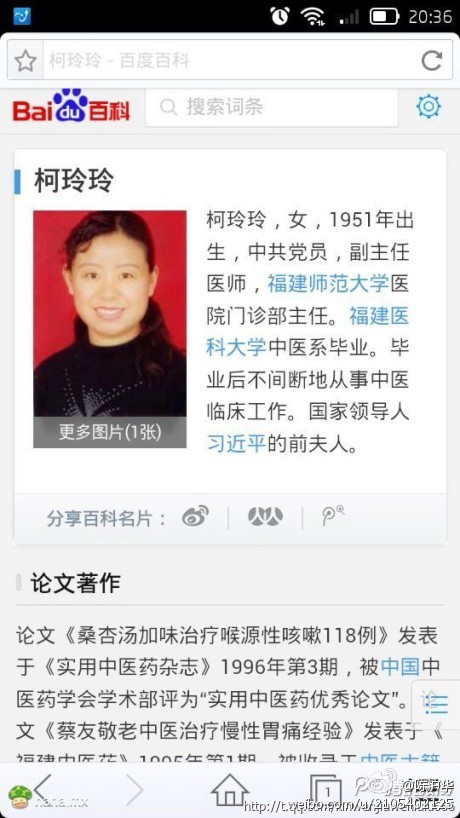 20:36
柯玲玲 - 百度百科
Bai du 百科
搜索词条
柯玲玲
柯玲玲，女，1951年出
生，中共党员，副主任
医师，福建师范大学医
院门诊部主任。福建医
科大学中医系毕业。毕
业后不间断地从事中医
临床工作。国家领导人
习近平的前夫人。
更多图片(1张)
分享百科名片：
论文著作
论文《桑杏汤加味治疗喉源性咳嗽118例》发表
于《实用中医药杂志》1996年第3期，被中国中
医药学会学术部评为“实用中医药优秀论文”。论
文《蔡友敬老中医治疗慢性胃痛经验》发表于《
福建中医药》1995年第1期，被收录于中医古籍
1
nana.mx